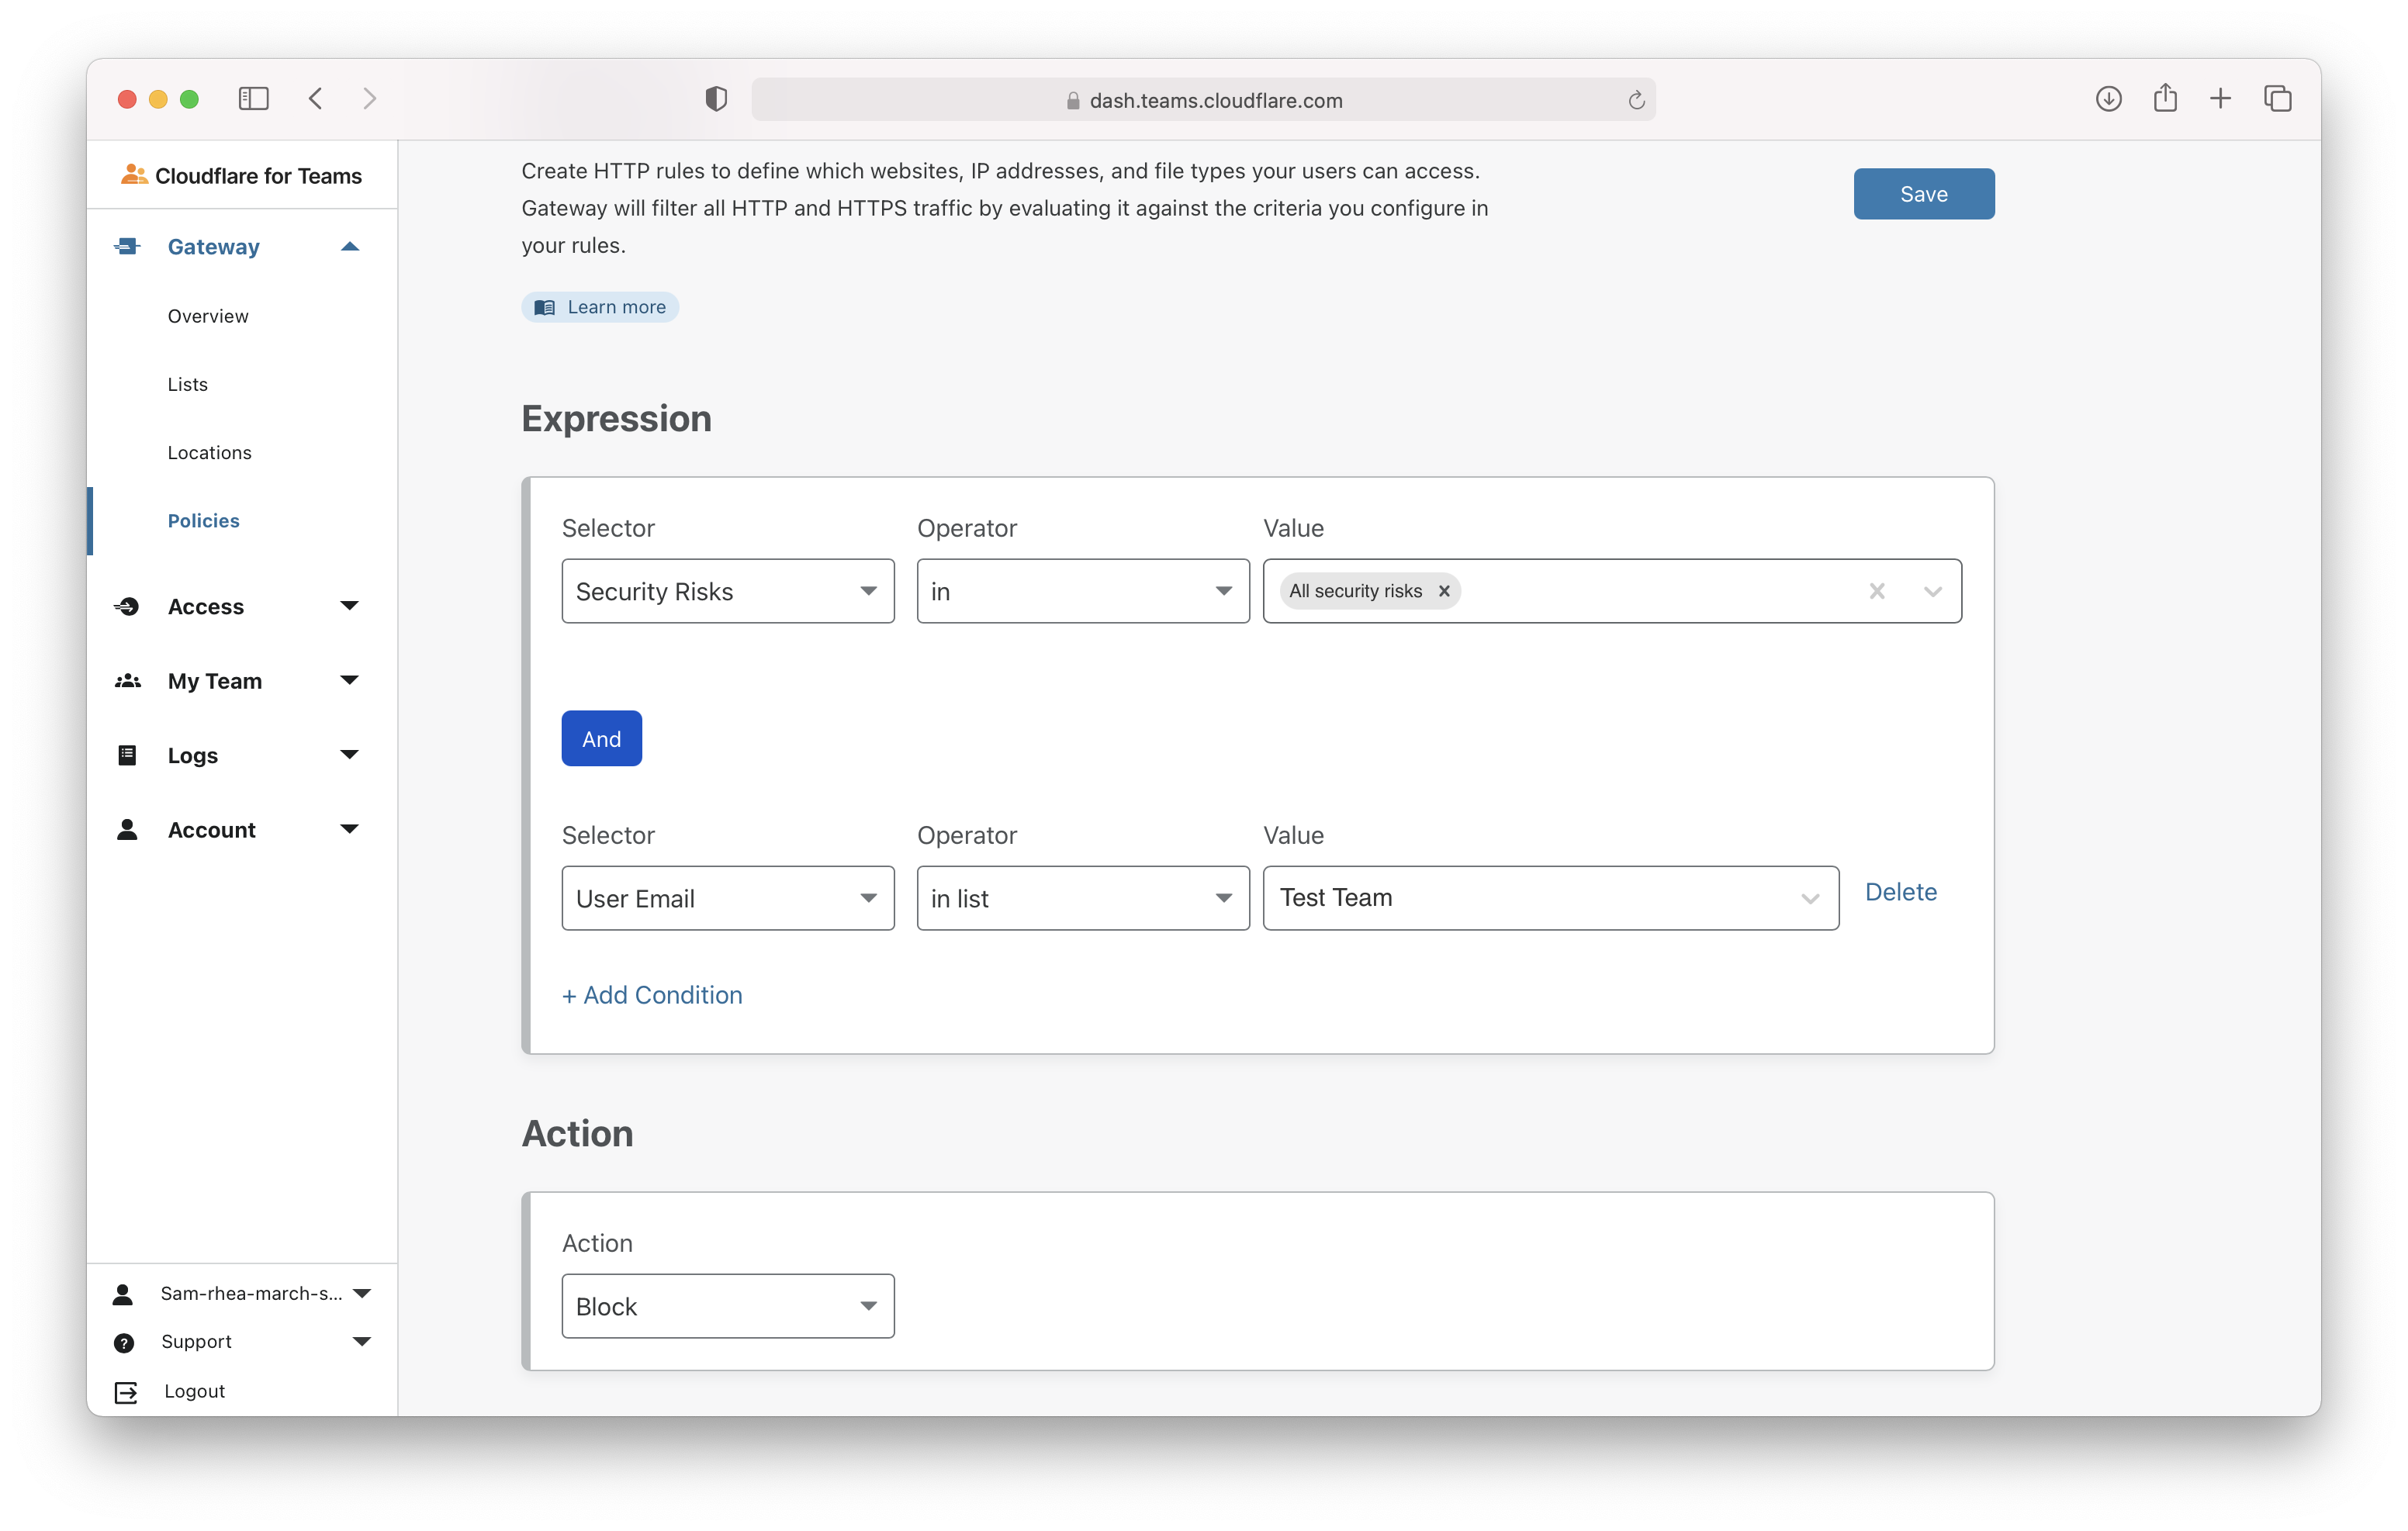 dash.teams.cloudflare.com
Cloudflare for Teams
Gateway
Overview
Lists
Locations
Policies
Access
My Team
Logs
Account
Sam-rhea-march-s...
Support
Logout
Create HTTP rules to define which websites, IP addresses, and file types your users can access.
Gateway will filter all HTTP and HTTPS traffic by evaluating it against the criteria you configure in
your rules.
Save
Learn more
Expression
Selector Operator Value
Security Risks in All security risks
And
Selector Operator Value
User Email in list Test Team Delete
+ Add Condition
Action
Action
Block